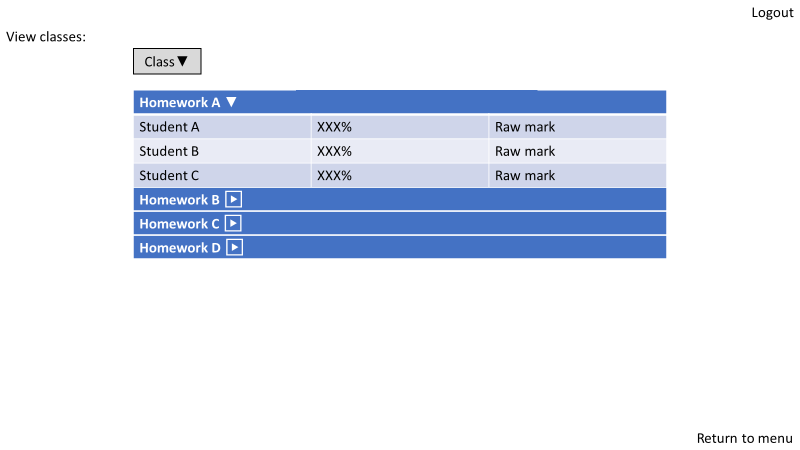 Logout
View classes:
Class▼
Homework A ▼
Student A XXX% Raw mark
Student B XXX% Raw mark
Student C XXX% Raw mark
Homework B ▶
Homework C ▶
Homework D ▶
Return to menu